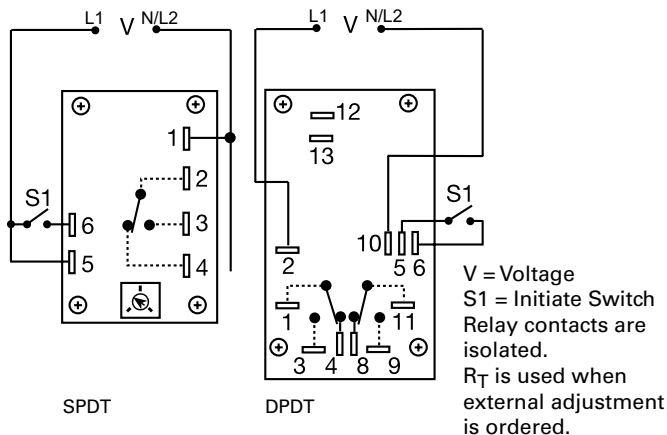 L1 V N/L2
L1 V N/L2
1
2
3
4
S1
6
5
12
13
S1
10 5 6
2
1
11
3 4 8 9
V = Voltage
S1 = Initiate Switch
Relay contacts are
isolated.
RT is used when
external adjustment
is ordered.
SPDT
DPDT